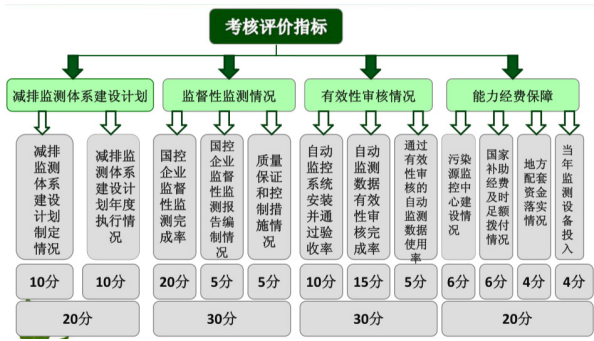 考核评价指标
减排监测体系建设计划
监督性监测情况
有效性审核情况
能力经费保障
减排监测体系建设计划制定情况
减排监测体系建设计划年度执行情况
国控企业监督性监测完成率
国控企业监督性监测报告编制情况
质量保证和控制措施情况
自动监控系统安装并通过验收率
自动监测数据有效性审核完成率
通过有效性审核的自动监测数据使用率
污染源监控中心建设情况
国家补助经费及时足额拨付情况
地方配套资金落实情况
当年监测设备投入
10分 10分 20分 5分 5分 10分 15分 5分 6分 6分 4分 4分
20分 30分 30分 20分